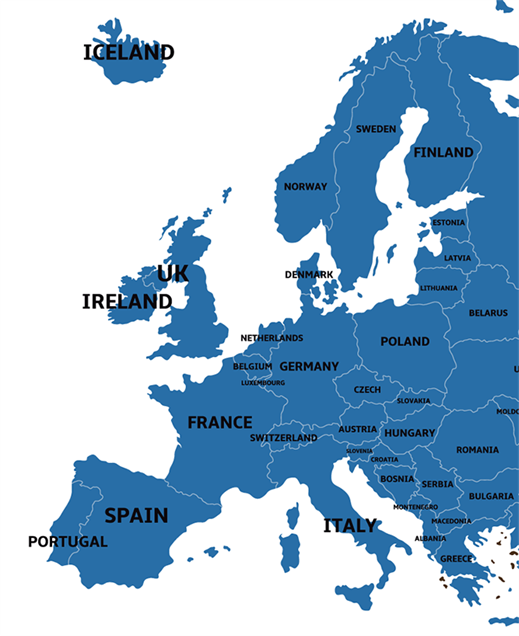 ICELAND
SWEDEN
FINLAND
NORWAY
ESTONIA
LATVIA
DENMARK
UK
LITHUANIA
IRELAND
BELARUS
NETHERLANDS
POLAND
BELGIUM
GERMANY
U
LUXEMBOURG
CZECH
SLOVAKIA
MOLDO
FRANCE
AUSTRIA
HUNGARY
SWITZERLAND
SLOVENIA
ROMANIA
CROATIA
BOSNIA
SERBIA
BULGARIA
MONTENEGRO
SPAIN
MACEDONIA
ITALY
ALBANIA
PORTUGAL
GREECE